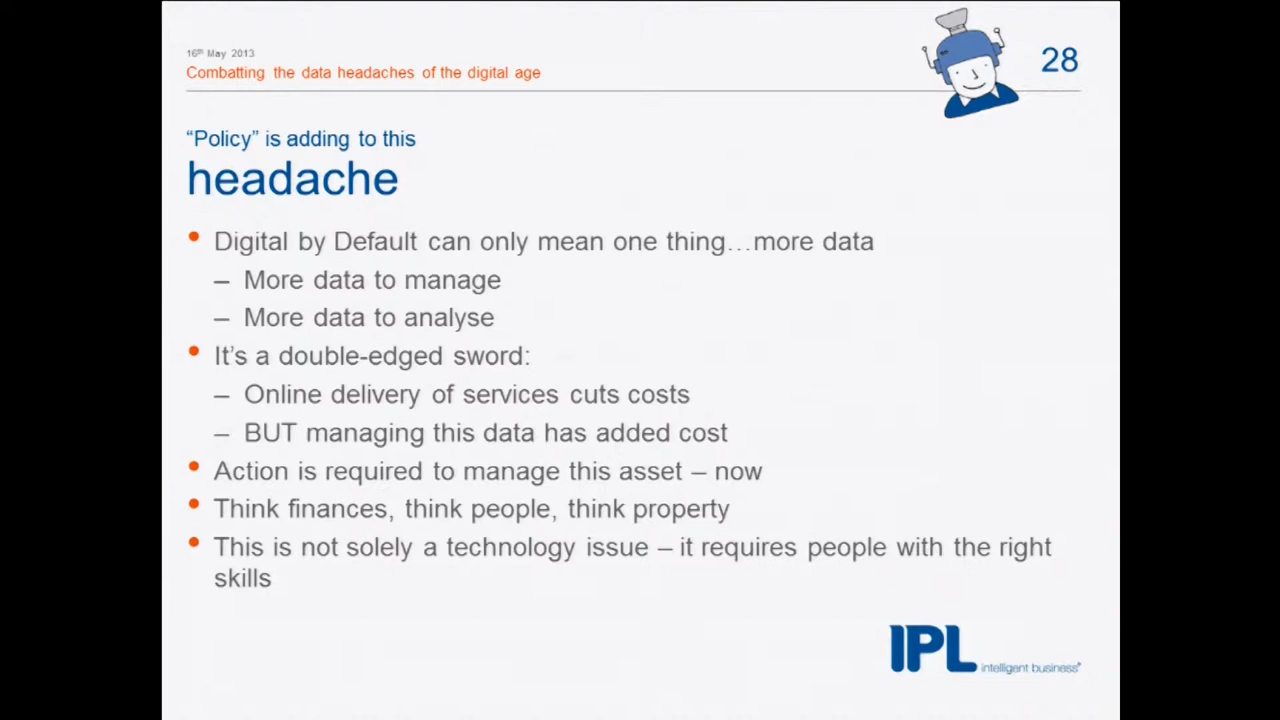 16th May 2013
Combatting the data headaches of the digital age
28
“Policy” is adding to this
headache
• Digital by Default can only mean one thing…more data
– More data to manage
– More data to analyse
• It’s a double-edged sword:
– Online delivery of services cuts costs
– BUT managing this data has added cost
• Action is required to manage this asset – now
• Think finances, think people, think property
• This is not solely a technology issue – it requires people with the right
skills
IPL intelligent business®